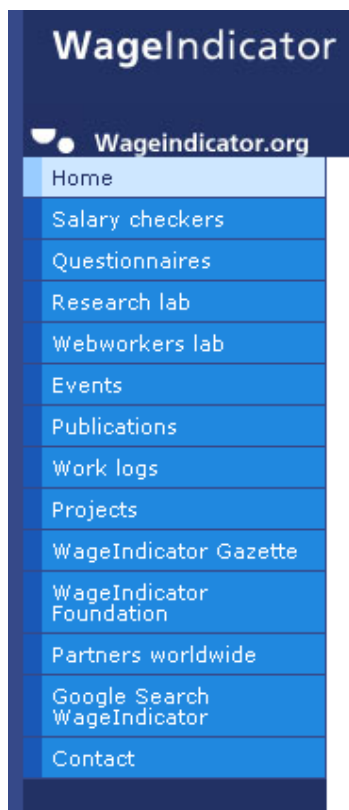 WageIndicator
Wageindicator.org
Home
Salary checkers
Questionnaires
Research lab
Webworkers lab
Events
Publications
Work logs
Projects
WageIndicator Gazette
WageIndicator
Foundation
Partners worldwide
Google Search
WageIndicator
Contact